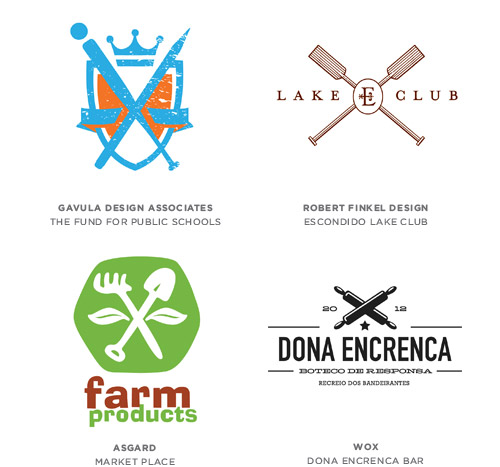 LAKE E CLUB
GAVULA DESIGN ASSOCIATES
THE FUND FOR PUBLIC SCHOOLS
ROBERT FINKEL DESIGN
ESCONDIDO LAKE CLUB
farm
products
ASGARD
MARKET PLACE
20 12
DONA ENCRENCA
BOTECO DE RESPONSA
RECREIO DOS BANDEIRANTES
WOX
DONA ENCRENCA BAR